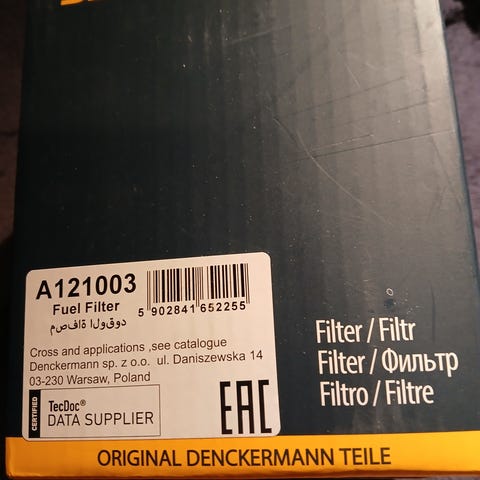 A121003
Fuel Filter
مصفاة الوقود
5 902841 652255
Cross and applications ,see catalogue
Denckermann sp. z o.o. ul. Daniszewska 14
03-230 Warsaw, Poland
CERTIFIED
TecDoc®
DATA SUPPLIER
EAC
Filter / Filtr
Filter / Фильтр
Filtro / Filtre
ORIGINAL DENCKERMANN TEILE